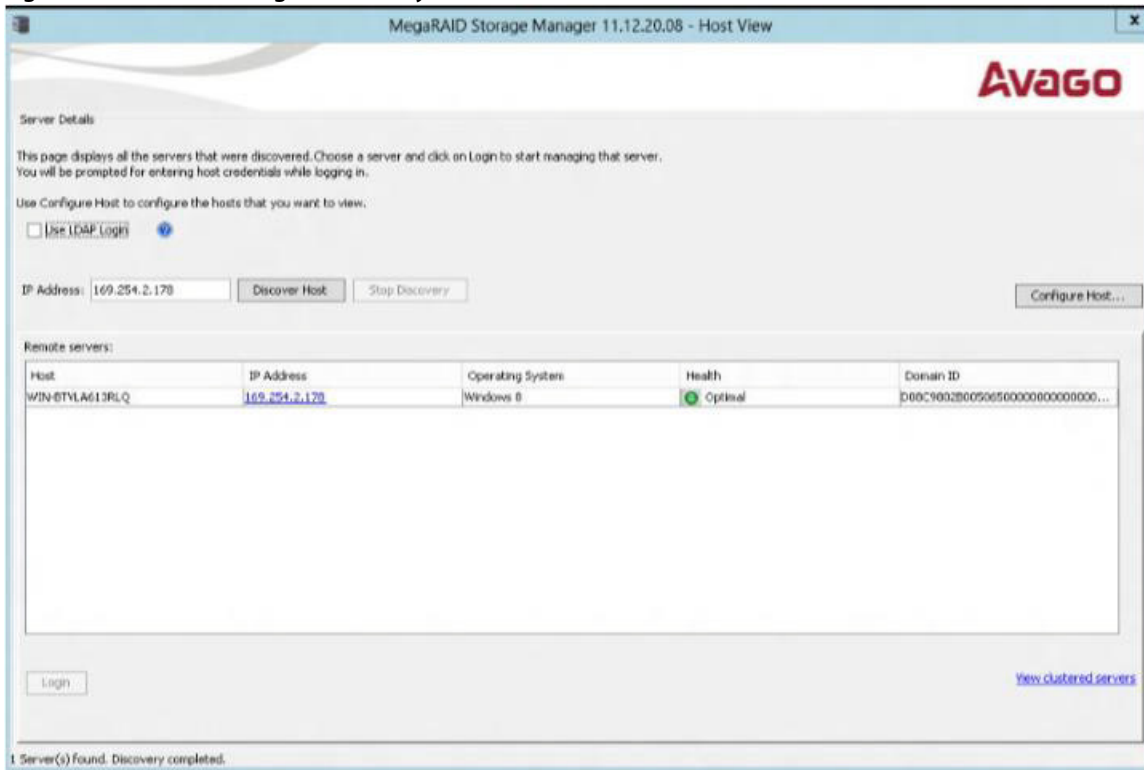 MegaRAID Storage Manager 11.12.20.08 - Host View
x
Avago
Server Details
This page displays all the servers that were discovered.Choose a server and click on Login to start managing that server.
You will be prompted for entering host credentials while logging in.
Use Configure Host to configure the hosts that you want to view.
Use LDAP Login ?
IP Address: 169.254.2.178 Discover Host Stop Discovery
Configure Host...
Remote servers:
Host IP Address Operating System Health Domain ID
169.254.2.178 Windows 8 Optimal
Login
View clustered servers
1 Server(s) found. Discovery completed.